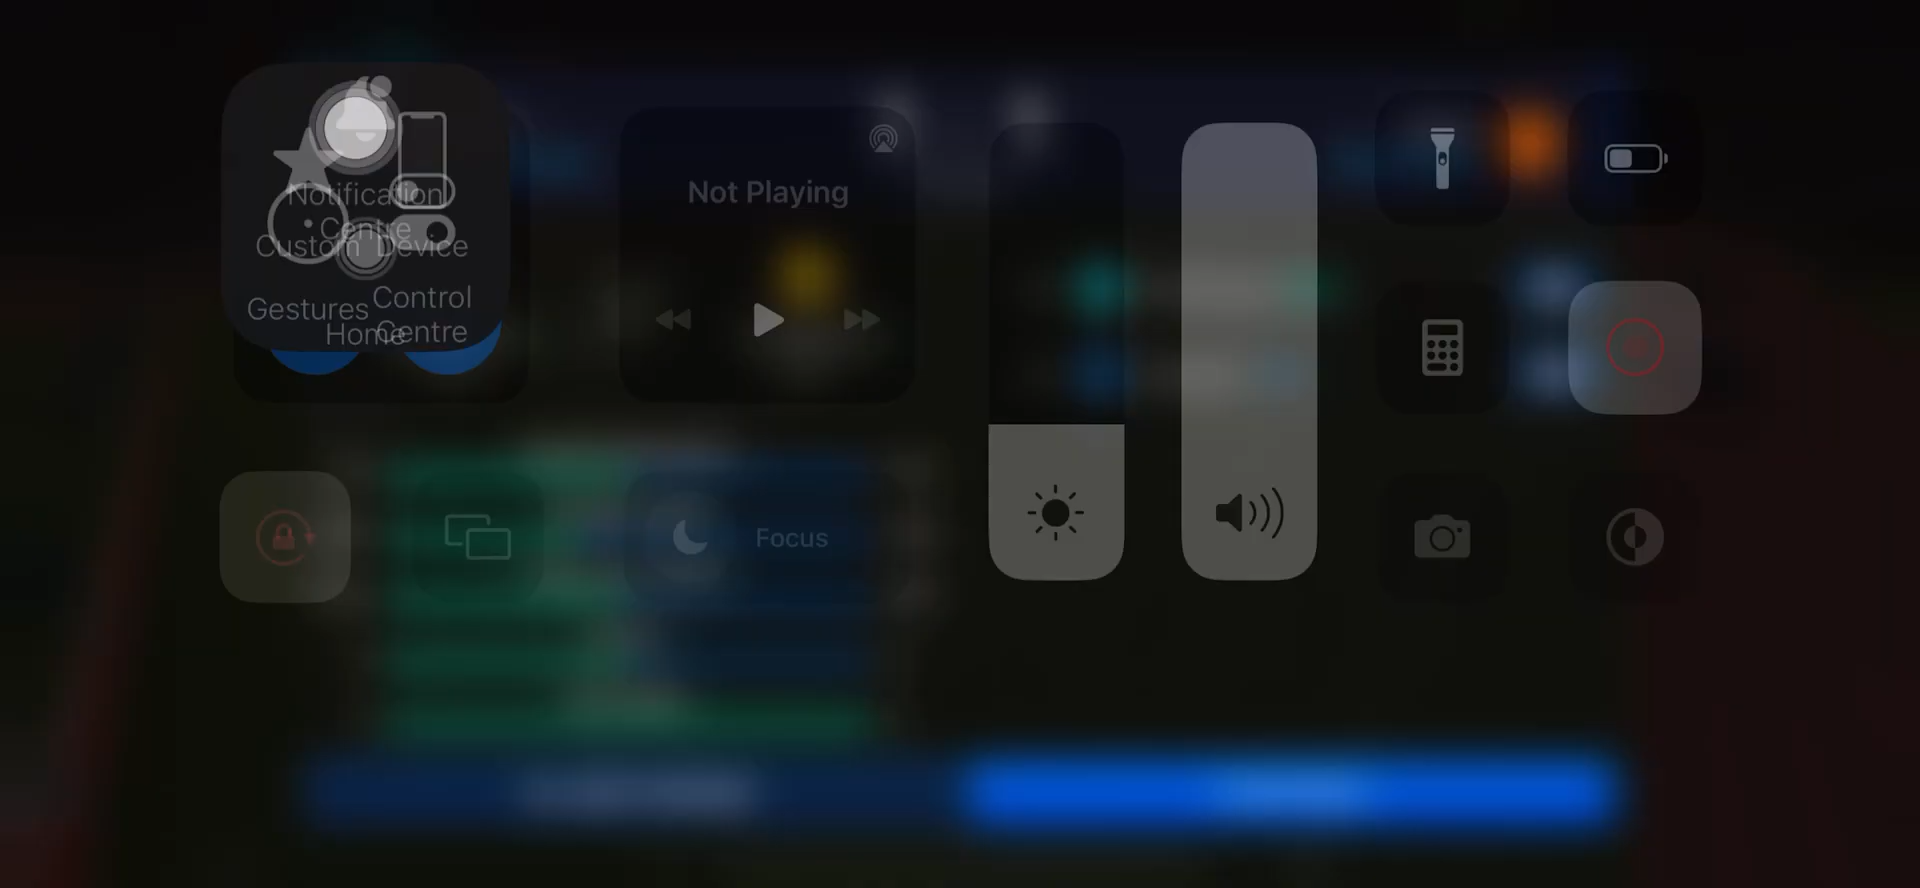 Notification
Centre
Custom
Device
Gestures
Control
Centre
Home
Not Playing
Focus